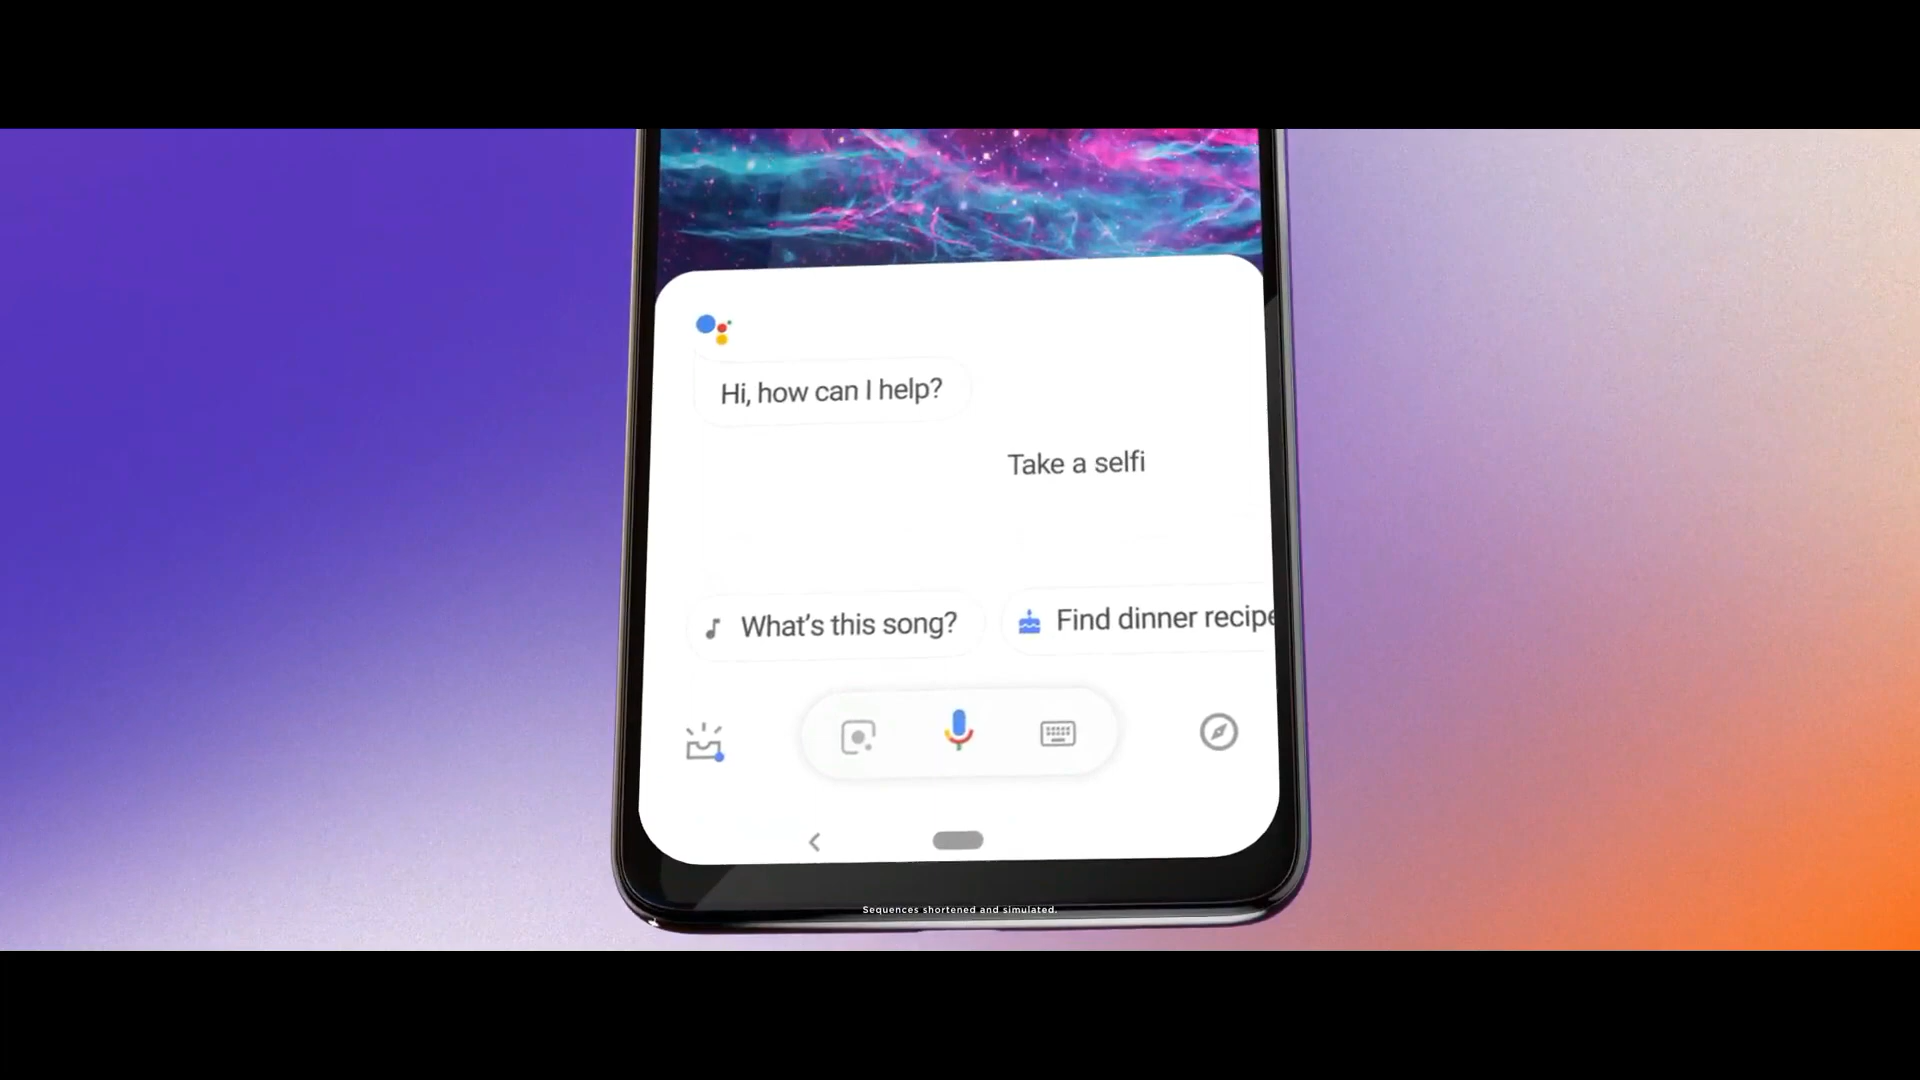 Hi, how can I help?
Take a selfi
What's this song?
Find dinner recipe
Sequences shortened and simulated.